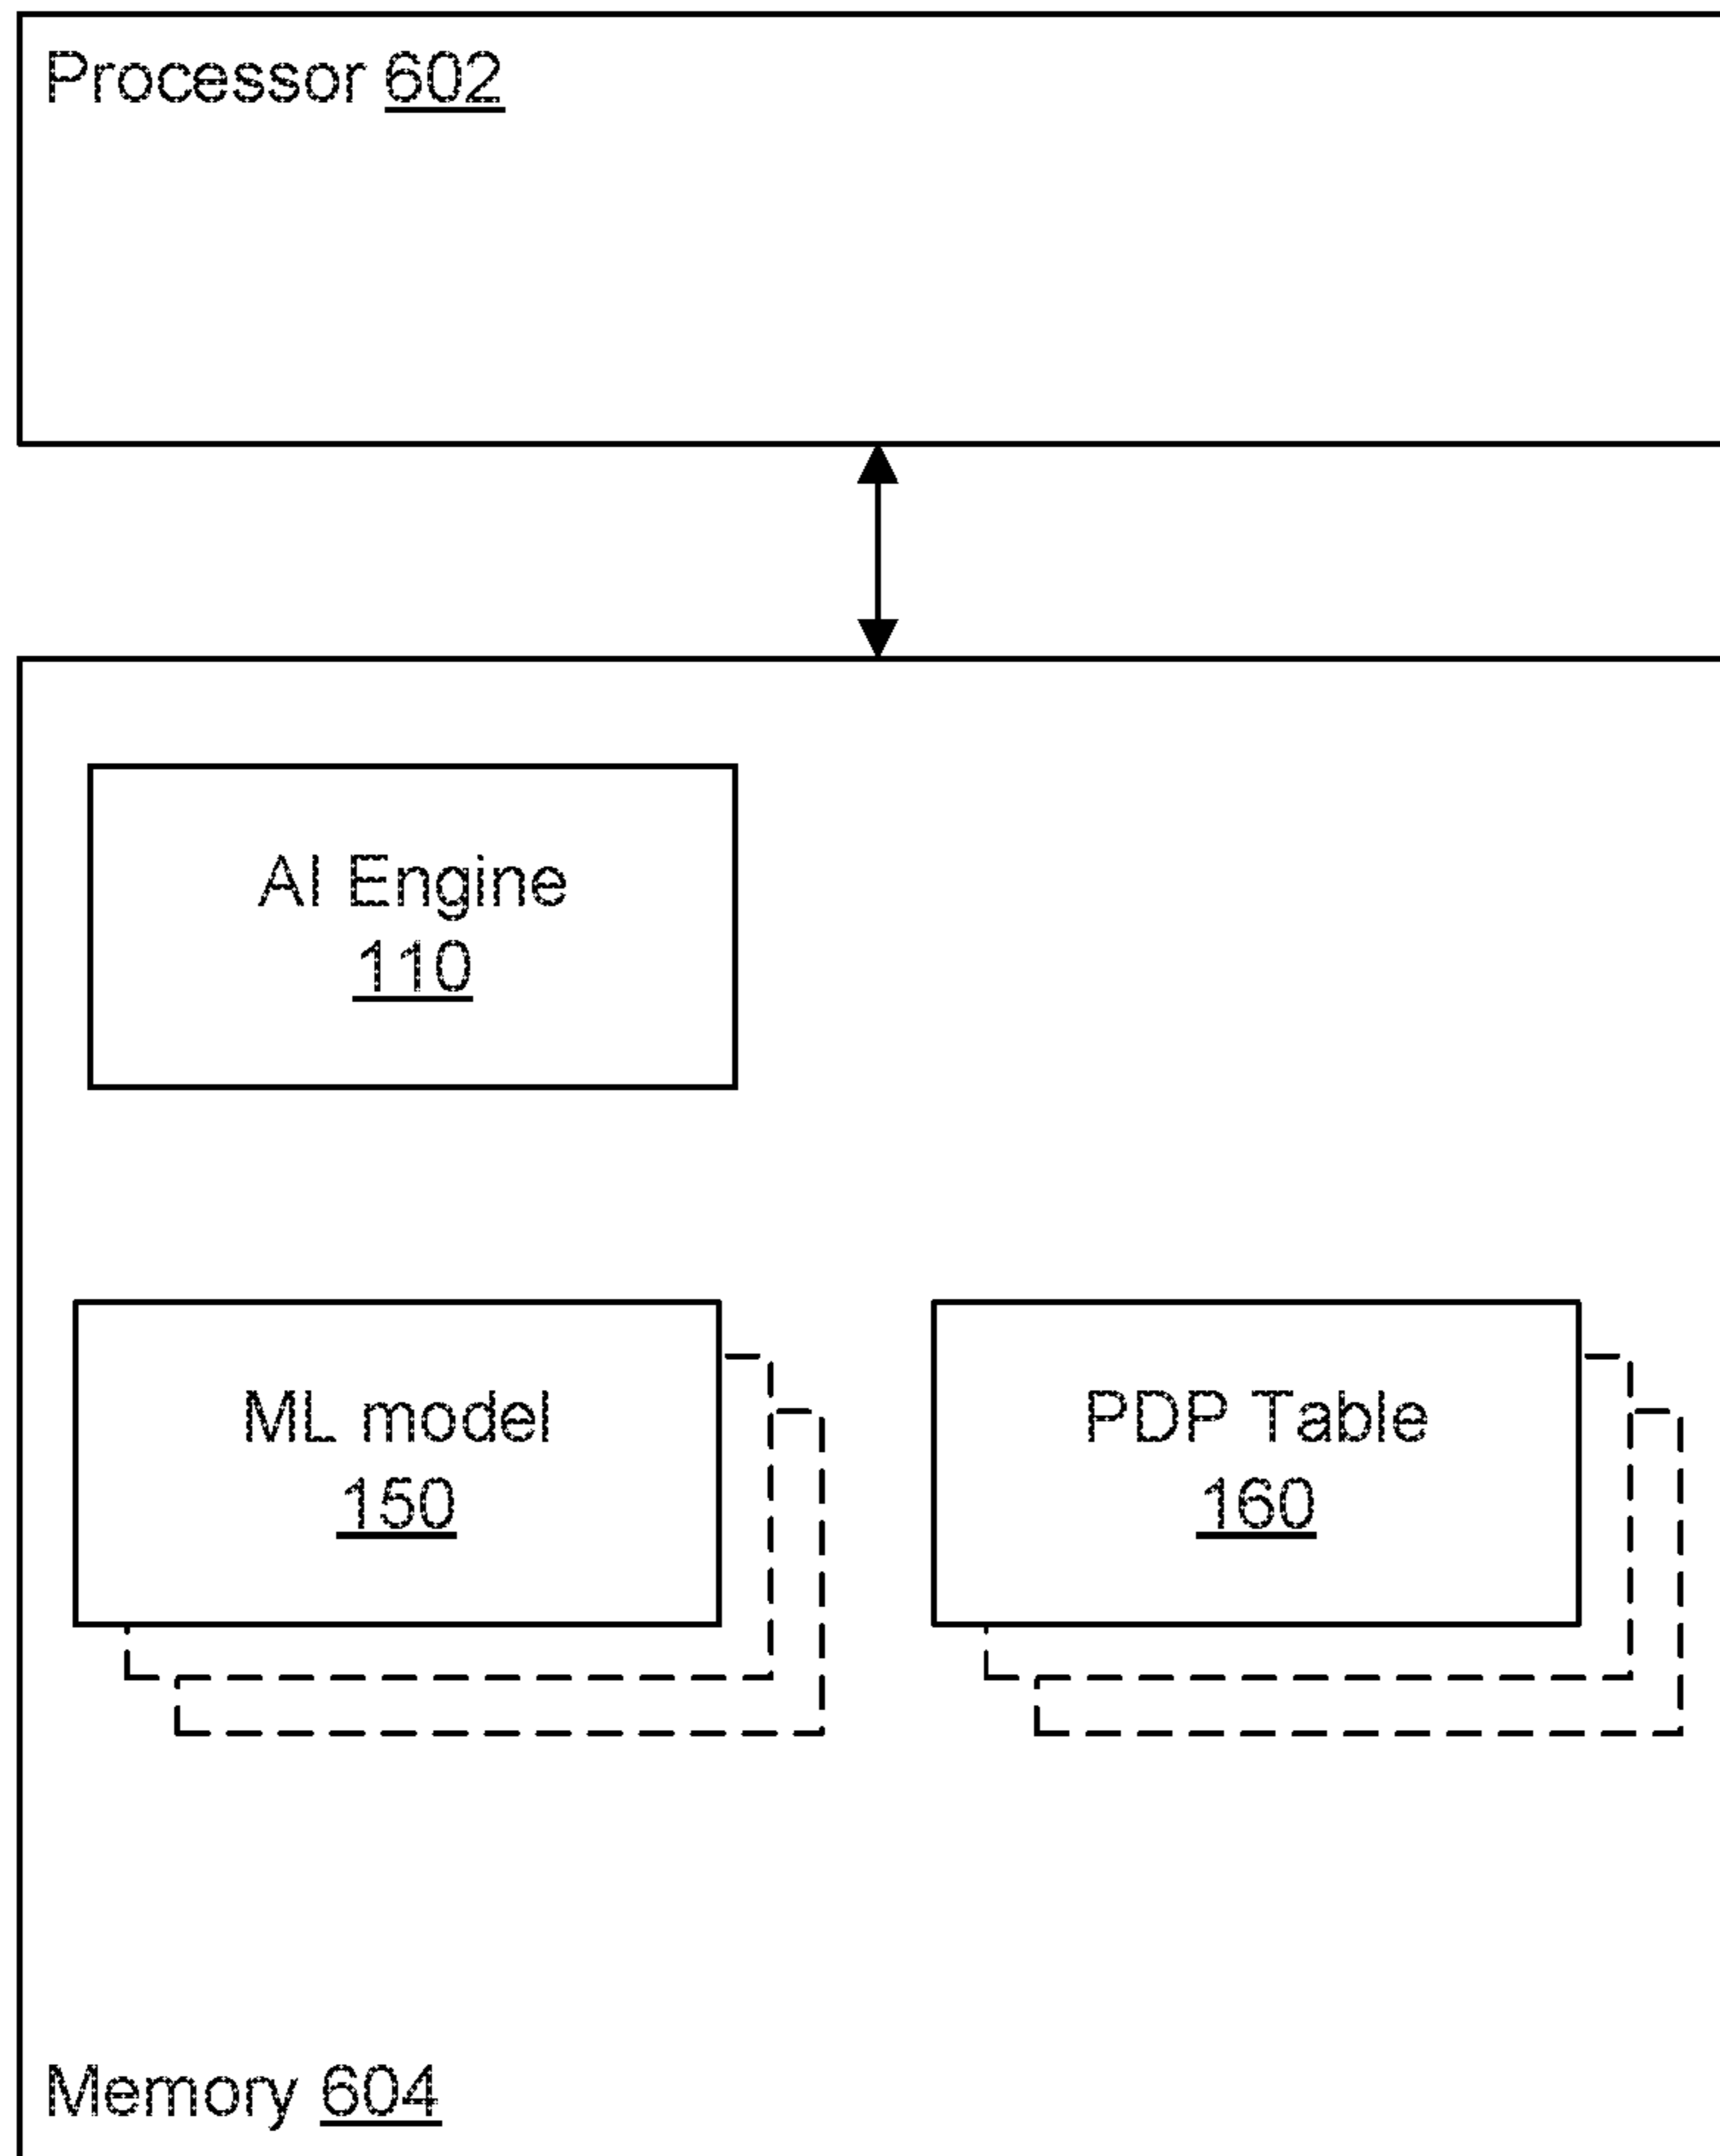 Processor 602
AI Engine
110
ML model
150
PDP Table
160
Memory 604